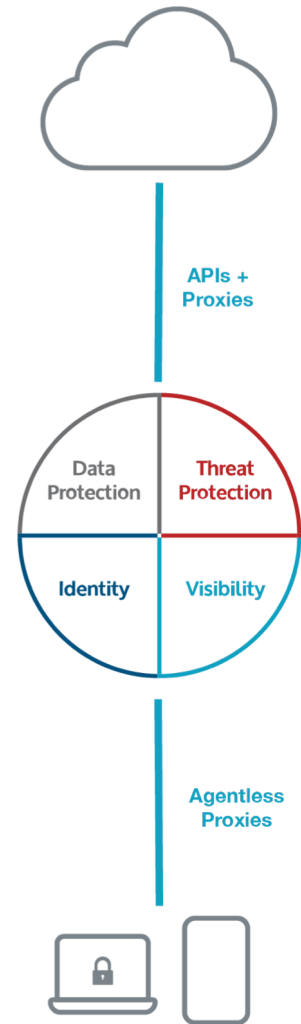 APIs +
Proxies
Data
Protection
Threat
Protection
Identity
Visibility
Agentless
Proxies